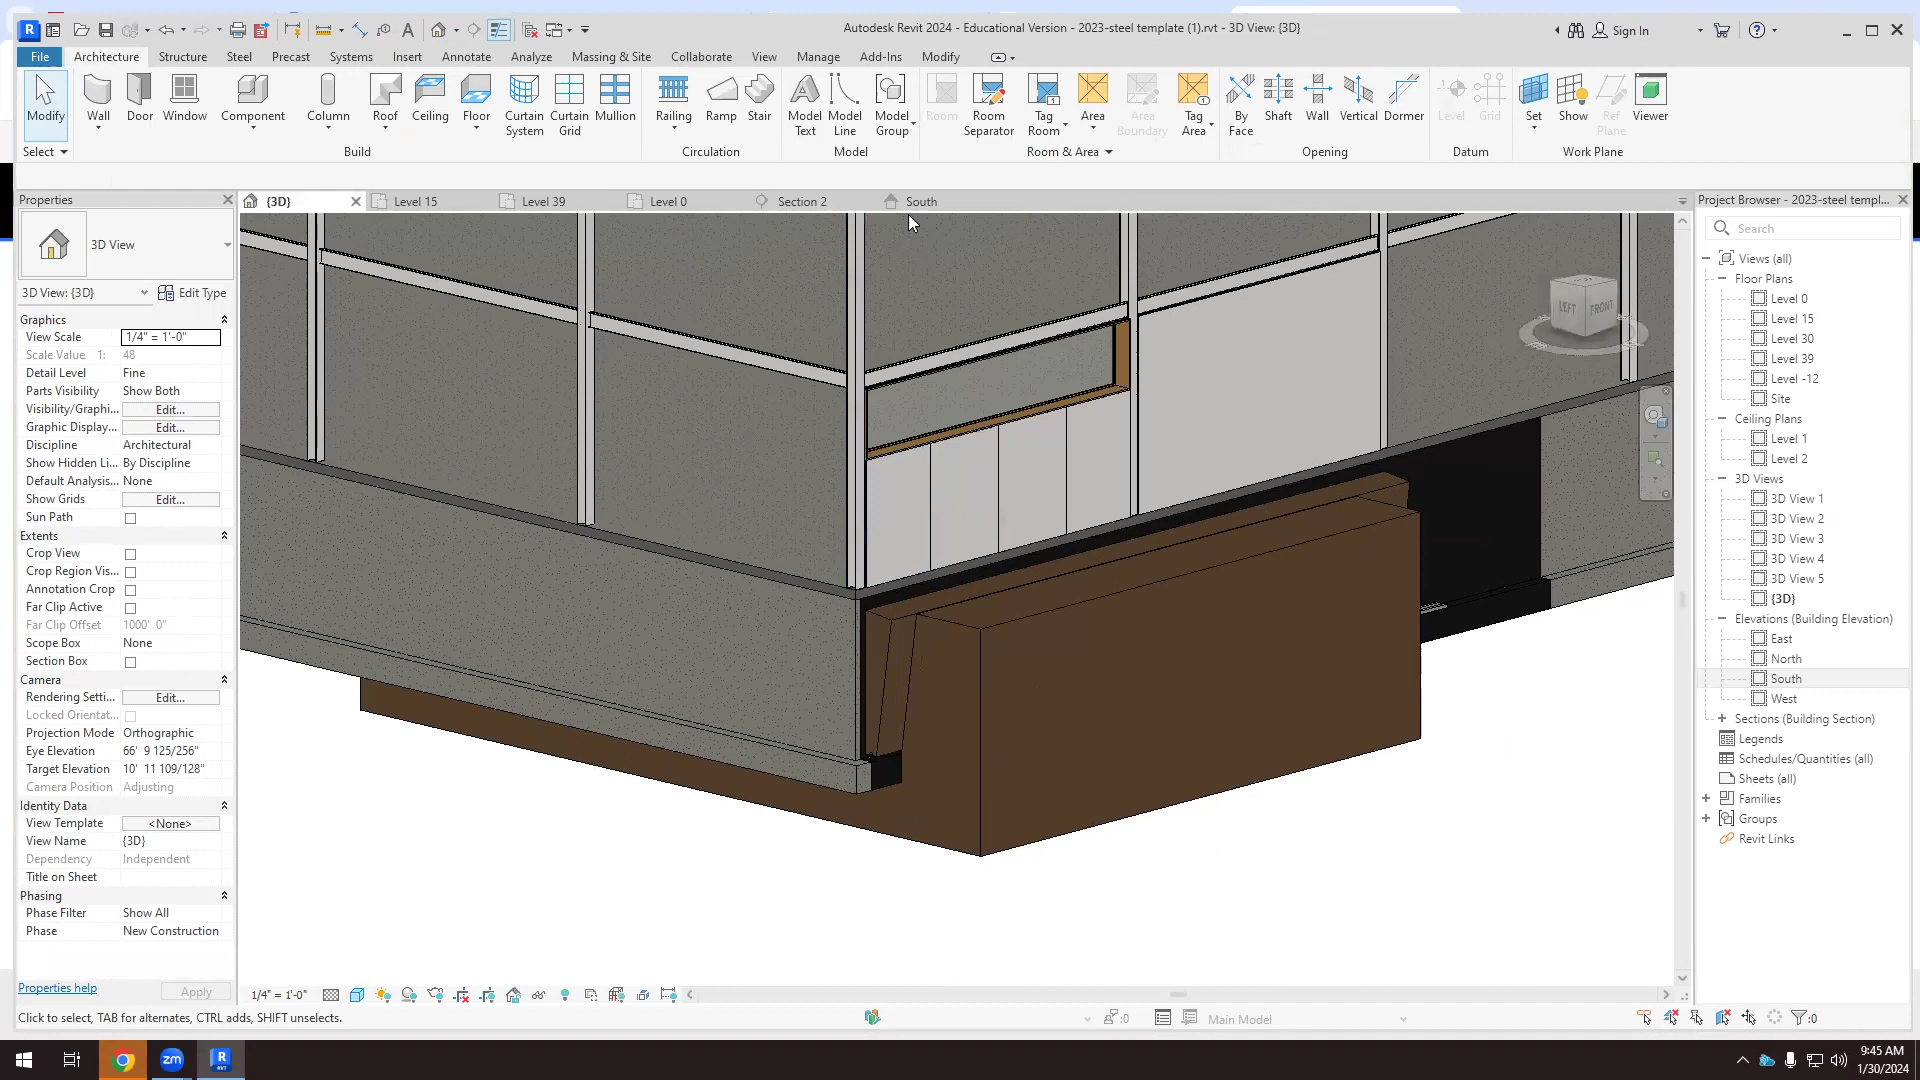 Autodesk Revit 2024 - Educational Version - 2023-steel template (1).rvt - 3D View: {3D}
Sign In
File Architecture Structure Steel Precast Systems Insert Annotate Analyze Massing & Site Collaborate View Manage Add-Ins Modify
Modify Wall Door Window Component Column Roof Ceiling Floor Curtain System Curtain Grid Mullion Railing Ramp Stair Model Text Model Line Model Group Room Room Separator Tag Room Area Area Boundary Tag Area By Face Shaft Wall Vertical Dormer Level Grid Set Show Ref Plane Viewer
Select Build Circulation Model Room & Area Opening Datum Work Plane
Properties
{3D} Level 15 Level 39 Level 0 Section 2 South
Project Browser - 2023-steel templ...
3D View
3D View: {3D} Edit Type
Graphics
View Scale 1/4" = 1'-0"
Scale Value 1: 48
Detail Level Fine
Parts Visibility Show Both
Visibility/Graphi... Edit...
Graphic Display... Edit...
Discipline Architectural
Show Hidden Li... By Discipline
Default Analysis... None
Show Grids Edit...
Sun Path
Extents
Crop View
Crop Region Vis...
Annotation Crop
Far Clip Active
Far Clip Offset 1000' 0"
Scope Box None
Section Box
Camera
Rendering Setti... Edit...
Locked Orientat...
Projection Mode Orthographic
Eye Elevation 66' 9 125/256"
Target Elevation 10' 11 109/128"
Camera Position Adjusting
Identity Data
View Template <None>
View Name {3D}
Dependency Independent
Title on Sheet
Phasing
Phase Filter Show All
Phase New Construction
Properties help Apply
LEFT FRONT
Search
Views (all)
Floor Plans
Level 0
Level 15
Level 30
Level 39
Level -12
Site
Ceiling Plans
Level 1
Level 2
3D Views
3D View 1
3D View 2
3D View 3
3D View 4
3D View 5
{3D}
Elevations (Building Elevation)
East
North
South
West
Sections (Building Section)
Legends
Schedules/Quantities (all)
Sheets (all)
Families
Groups
Revit Links
1/4" = 1'-0"
Click to select, TAB for alternates, CTRL adds, SHIFT unselects.
:0
Main Model
:0
zm
R RVT
9:45 AM
1/30/2024